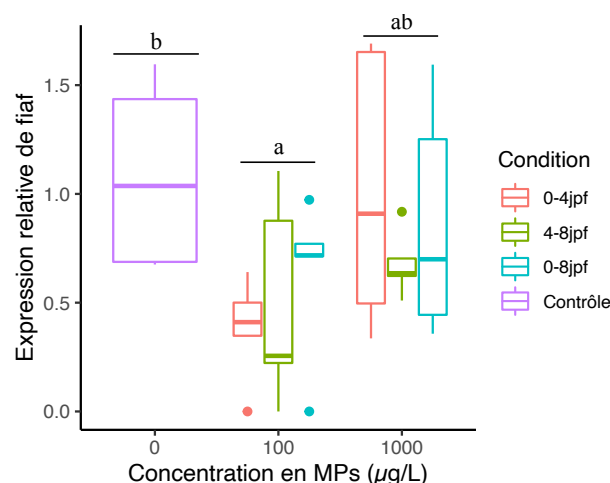 b
a
ab
1.5
1.0
0.5
0.0
Expression relative de fiaf
0
100
1000
Concentration en MPs (µg/L)
Condition
0-4jpf
4-8jpf
0-8jpf
Contrôle